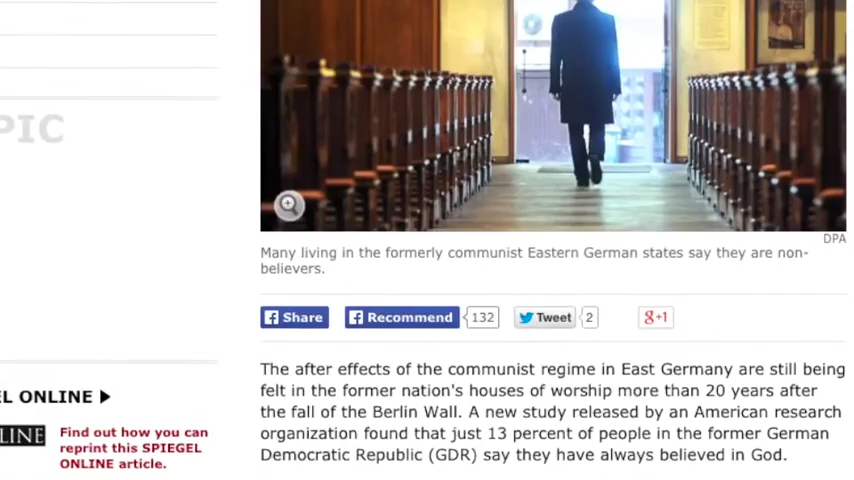 PIC
DPA
Many living in the formerly communist Eastern German states say they are non-
believers.
Share
Recommend
132
Tweet
2
g+1
The after effects of the communist regime in East Germany are still being
felt in the former nation's houses of worship more than 20 years after
the fall of the Berlin Wall. A new study released by an American research
organization found that just 13 percent of people in the former German
Democratic Republic (GDR) say they have always believed in God.
EL ONLINE
LINE
Find out how you can
reprint this SPIEGEL
ONLINE article.